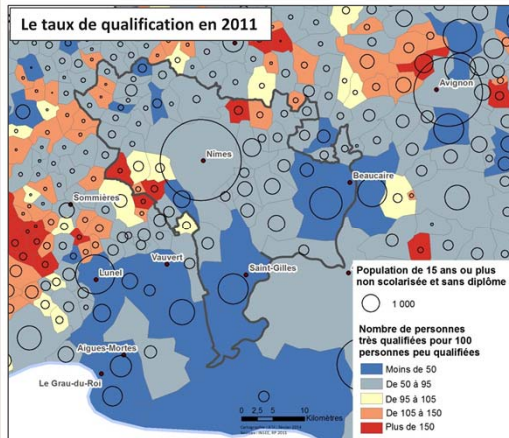 Le taux de qualification en 2011
Avignon
Nîmes
Beaucaire
Sommières
Vauvert
Saint-Gilles
Lunel
Aigues-Mortes
Le Grau-du-Roi
Population de 15 ans ou plus
non scolarisée et sans diplôme
1 000
Nombre de personnes
très qualifiées pour 100
personnes peu qualifiées
Moins de 50
De 50 à 95
De 95 à 105
De 105 à 150
Plus de 150
0 2,5 5 10
Kilomètres